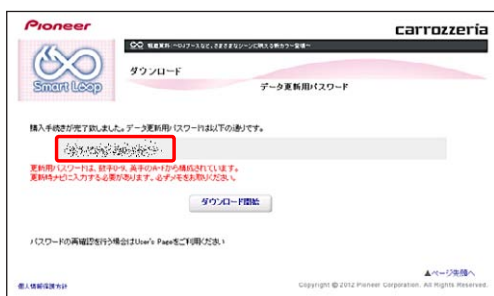 Pioneer
carrozzeria
Smart Loop
ダウンロード
データ更新用パスワード
購入手続きが完了致しました。データ更新用パスワードは以下の通りです。
更新用パスワードは、数字0-9、英字のA-Fから構成されています。
更新時ナビに入力する必要があります。必ずメモをお取りください。
ダウンロード開始
パスワードの再確認を行う場合はUser's Pageをご利用ください
▲ページ先頭へ
個人情報保護方針
Copyright © 2012 Pioneer Corporation. All Rights Reserved.